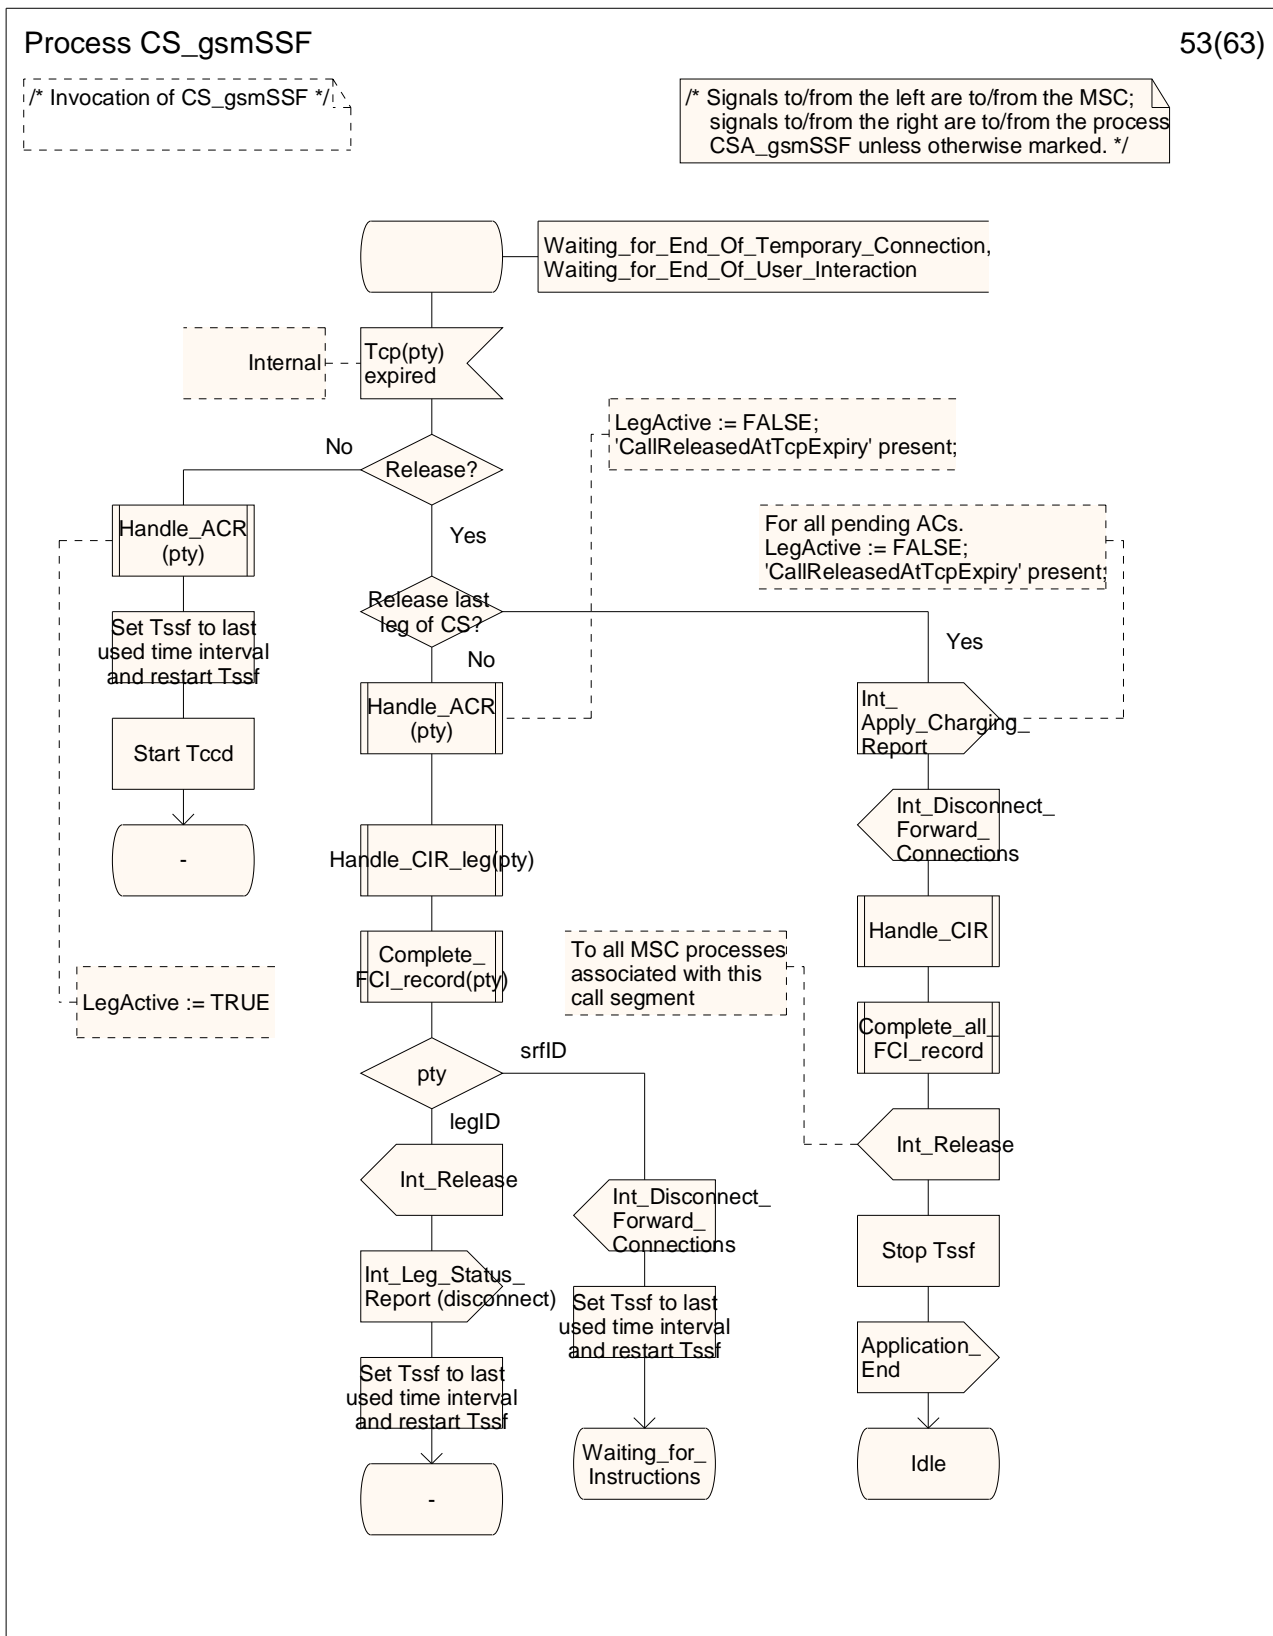 Process CS_gsmSSF
53(63)
/* Invocation of CS_gsmSSF */
/* Signals to/from the left are to/from the MSC;
signals to/from the right are to/from the process
CSA_gsmSSF unless otherwise marked. */
Waiting_for_End_Of_Temporary_Connection,
Waiting_for_End_Of_User_Interaction
Internal
Tcp(pty)
expired
LegActive := FALSE;
'CallReleasedAtTcpExpiry' present;
No
Release?
Handle_ACR
(pty)
Yes
For all pending ACs.
LegActive := FALSE;
'CallReleasedAtTcpExpiry' present;
Release last
leg of CS?
Set Tssf to last
used time interval
and restart Tssf
No
Yes
Handle_ACR
(pty)
Int_
Apply_Charging_
Report
Start Tccd
Int_Disconnect_
Forward_
Connections
-
Handle_CIR_leg(pty)
Handle_CIR
Complete_
FCI_record(pty)
To all MSC processes
associated with this
call segment
LegActive := TRUE
Complete_all_
FCI_record
srfID
pty
legID
Int_Release
Int_Release
Int_Disconnect_
Forward_
Connections
Stop Tssf
Int_Leg_Status_
Report (disconnect)
Set Tssf to last
used time interval
and restart Tssf
Application_
End
Set Tssf to last
used time interval
and restart Tssf
Waiting_for_
Instructions
Idle
-